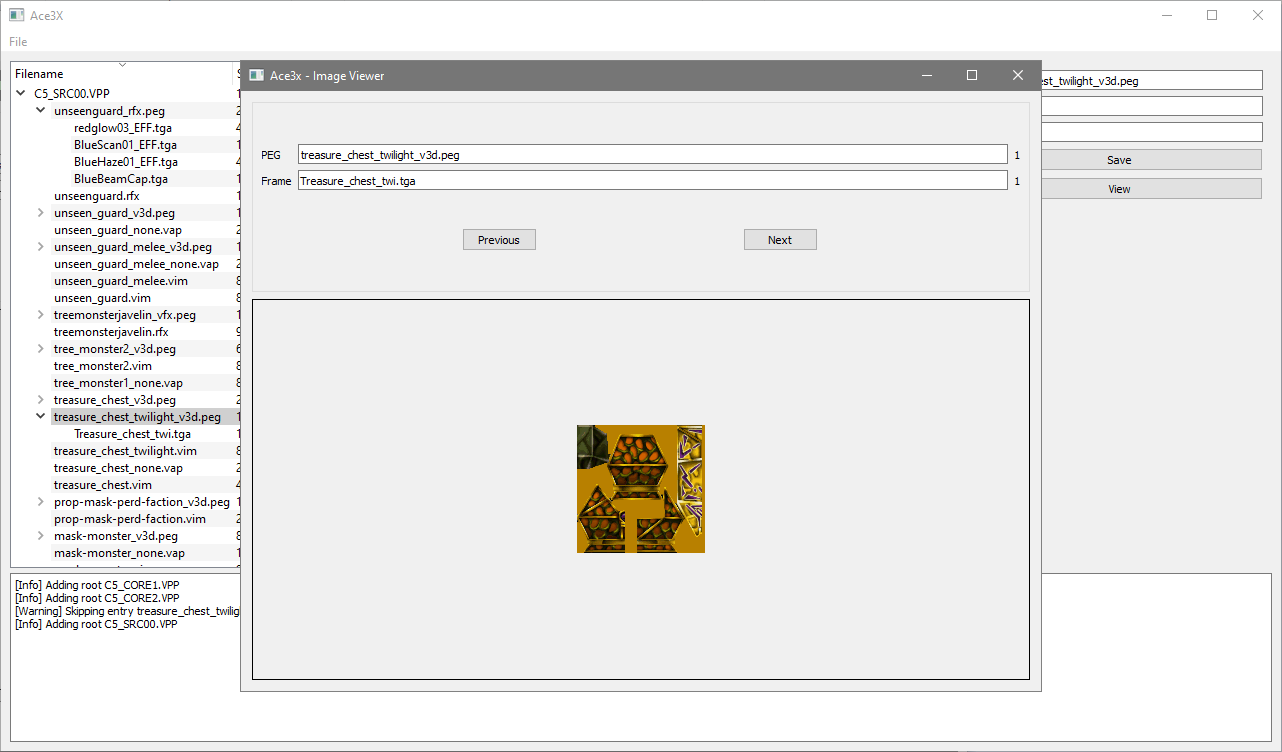 Ace3X
File
Filename
C5_SRC00.VPP
unseenguard_rfx.peg
redglow03_EFF.tga
BlueScan01_EFF.tga
BlueHaze01_EFF.tga
BlueBeamCap.tga
unseenguard.rfx
unseen_guard_v3d.peg
unseen_guard_none.vap
unseen_guard_melee_v3d.peg
unseen_guard_melee_none.vap
unseen_guard_melee.vim
unseen_guard.vim
treemonsterjavelin_vfx.peg
treemonsterjavelin.rfx
tree_monster2_v3d.peg
tree_monster2.vim
tree_monster1_none.vap
treasure_chest_v3d.peg
treasure_chest_twilight_v3d.peg
Treasure_chest_twi.tga
treasure_chest_twilight.vim
treasure_chest_none.vap
treasure_chest.vim
prop-mask-perd-faction_v3d.peg
prop-mask-perd-faction.vim
mask-monster_v3d.peg
mask-monster_none.vap
Ace3x - Image Viewer
PEG treasure_chest_twilight_v3d.peg 1
Frame Treasure_chest_twi.tga 1
Previous Next
est_twilight_v3d.peg
Save
View
[Info] Adding root C5_CORE1.VPP
[Info] Adding root C5_CORE2.VPP
[Warning] Skipping entry treasure_chest_twilig
[Info] Adding root C5_SRC00.VPP